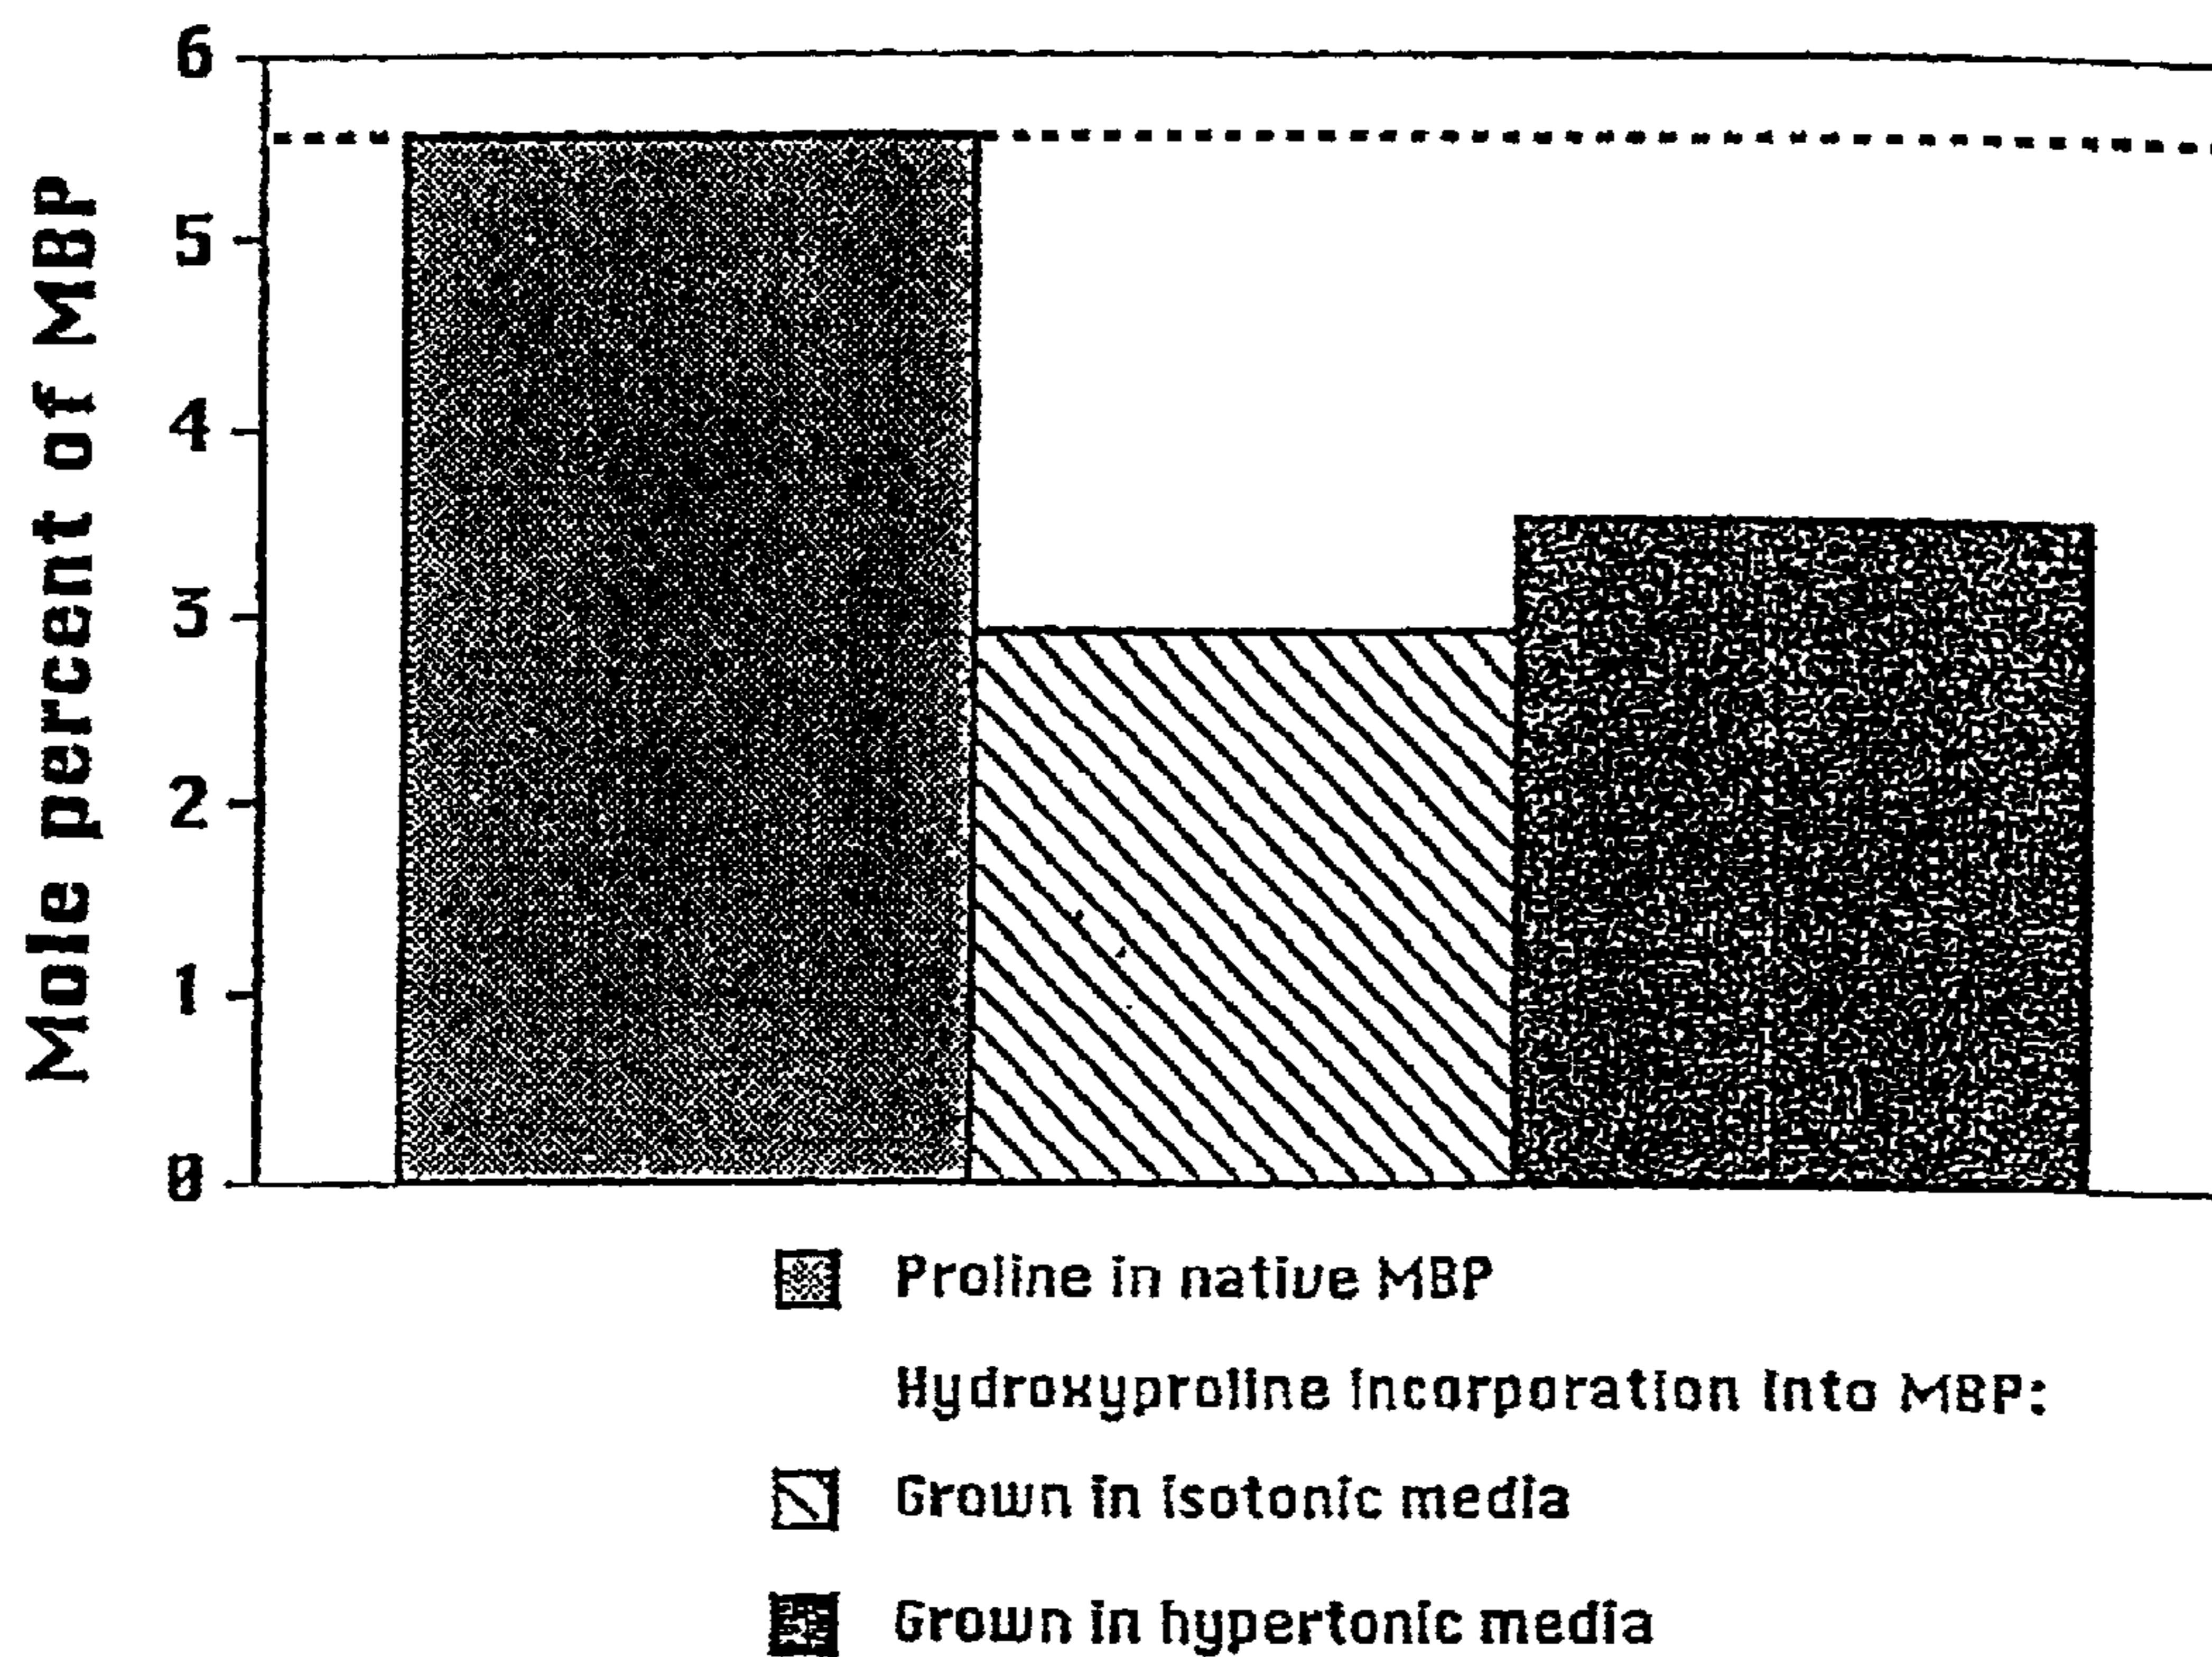 Mole percent of MBP
6
5
4
3
2
1
0
Proline in native MBP
Hydroxyproline incorporation into MBP:
Grown in isotonic media
Grown in hypertonic media